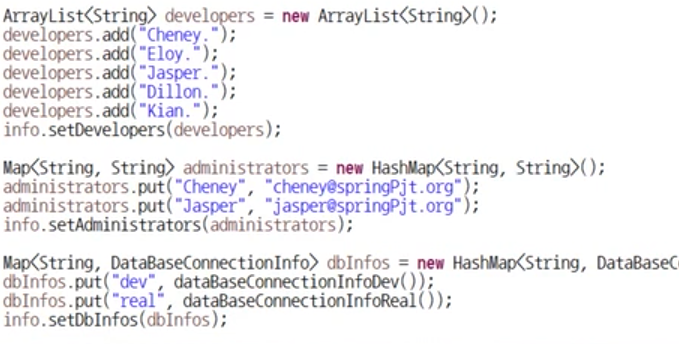 ArrayList<String> developers = new ArrayList<String>();
developers.add("Cheney.");
developers.add("Eloy.");
developers.add("Jasper.");
developers.add("Dillon.");
developers.add("Kian.");
info.setDevelopers(developers);
Map<String, String> administrators = new HashMap<String, String>();
administrators.put("Cheney", "cheney@springPjt.org");
administrators.put("Jasper", "jasper@springPjt.org");
info.setAdministrators(administrators);
Map<String, DataBaseConnectionInfo> dbInfos = new HashMap<String, DataBaseC
dbInfos.put("dev", dataBaseConnectionInfoDev());
dbInfos.put("real", dataBaseConnectionInfoReal());
info.setDbInfos(dbInfos);